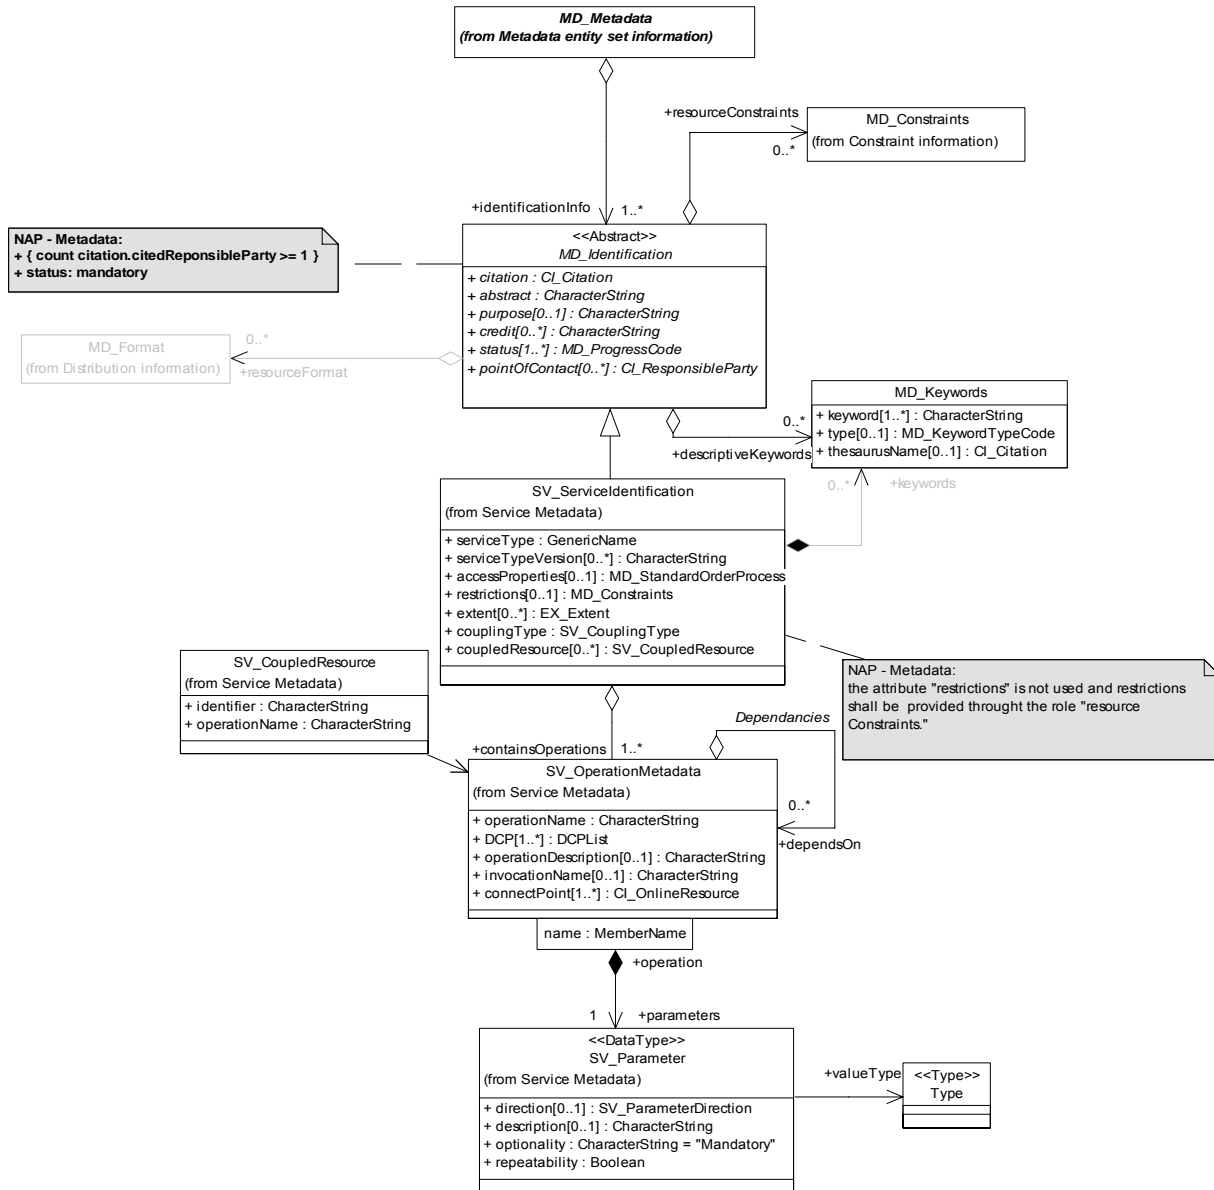 MD_Metadata
(from Metadata entity set information)
+resourceConstraints
0..*
MD_Constraints
(from Constraint information)
+identificationInfo
1..*
NAP - Metadata:
+ { count citation.citedReponsibleParty >= 1 }
+ status: mandatory
<<Abstract>>
MD_Identification
+ citation : CI_Citation
+ abstract : CharacterString
+ purpose[0..1] : CharacterString
+ credit[0..*] : CharacterString
+ status[1..*] : MD_ProgressCode
+ pointOfContact[0..*] : CI_ResponsibleParty
MD_Format
(from Distribution information)
0..*
+resourceFormat
0..*
+descriptiveKeywords
MD_Keywords
+ keyword[1..*] : CharacterString
+ type[0..1] : MD_KeywordTypeCode
+ thesaurusName[0..1] : CI_Citation
0..*
+keywords
SV_ServiceIdentification
(from Service Metadata)
+ serviceType : GenericName
+ serviceTypeVersion[0..*] : CharacterString
+ accessProperties[0..1] : MD_StandardOrderProcess
+ restrictions[0..1] : MD_Constraints
+ extent[0..*] : EX_Extent
+ couplingType : SV_CouplingType
+ coupledResource[0..*] : SV_CoupledResource
SV_CoupledResource
(from Service Metadata)
+ identifier : CharacterString
+ operationName : CharacterString
NAP - Metadata:
the attribute "restrictions" is not used and restrictions
shall be provided throught the role "resource
Constraints."
+containsOperations
1..*
Dependancies
0..*
+dependsOn
SV_OperationMetadata
(from Service Metadata)
+ operationName : CharacterString
+ DCP[1..*] : DCPList
+ operationDescription[0..1] : CharacterString
+ invocationName[0..1] : CharacterString
+ connectPoint[1..*] : CI_OnlineResource
name : MemberName
+operation
1
+parameters
<<DataType>>
SV_Parameter
(from Service Metadata)
+ direction[0..1] : SV_ParameterDirection
+ description[0..1] : CharacterString
+ optionality : CharacterString = "Mandatory"
+ repeatability : Boolean
+valueType
<<Type>>
Type